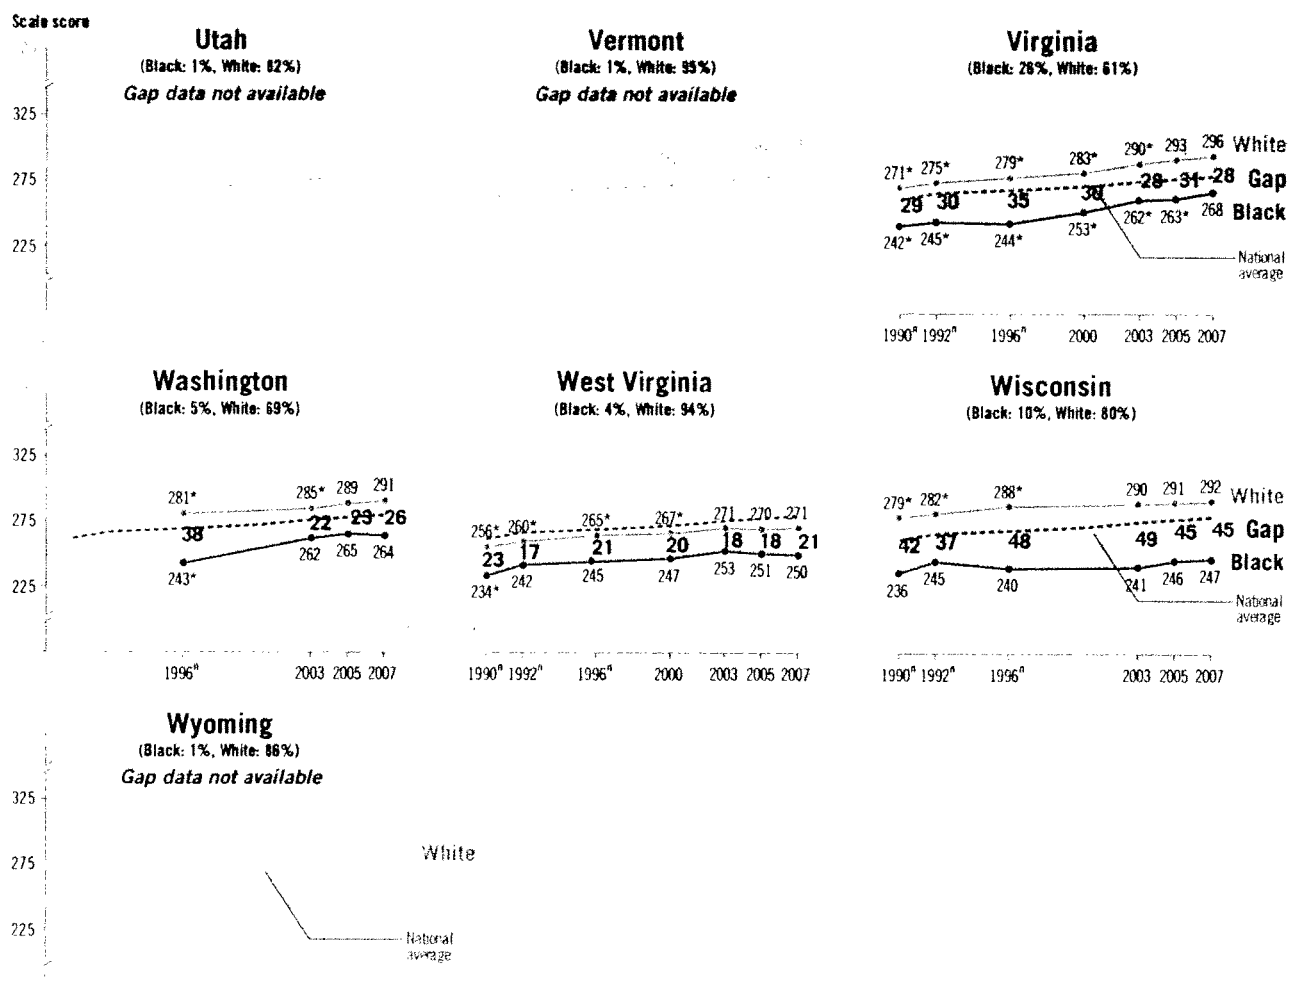 Scale score
Utah
(Black: 1%, White: 82%)
Gap data not available
Vermont
(Black: 1%, White: 95%)
Gap data not available
Virginia
(Black: 26%, White: 61%)
325
275
225
271* 275* 279* 283* 290* 293 296 White
29 30 35 30 28 31 28 Gap
242* 245* 244* 253* 262* 263* 268 Black
National
average
1990ⁿ 1992ⁿ 1996ⁿ 2000 2003 2005 2007
Washington
(Black: 5%, White: 69%)
West Virginia
(Black: 4%, White: 94%)
Wisconsin
(Black: 10%, White: 80%)
325
275
225
281* 285* 289 291
38 22 23 26
243* 262 265 264
1996ⁿ 2003 2005 2007
256* 260* 265* 267* 271 270 271
23 17 21 20 18 18 21
234* 242 245 247 253 251 250
1990ⁿ 1992ⁿ 1996ⁿ 2000 2003 2005 2007
279* 282* 288* 290 291 292 White
42 37 48 49 45 45 Gap
236 245 240 241 246 247 Black
National
average
1990ⁿ 1992ⁿ 1996ⁿ 2003 2005 2007
Wyoming
(Black: 1%, White: 86%)
Gap data not available
325
275
225
White
National
average